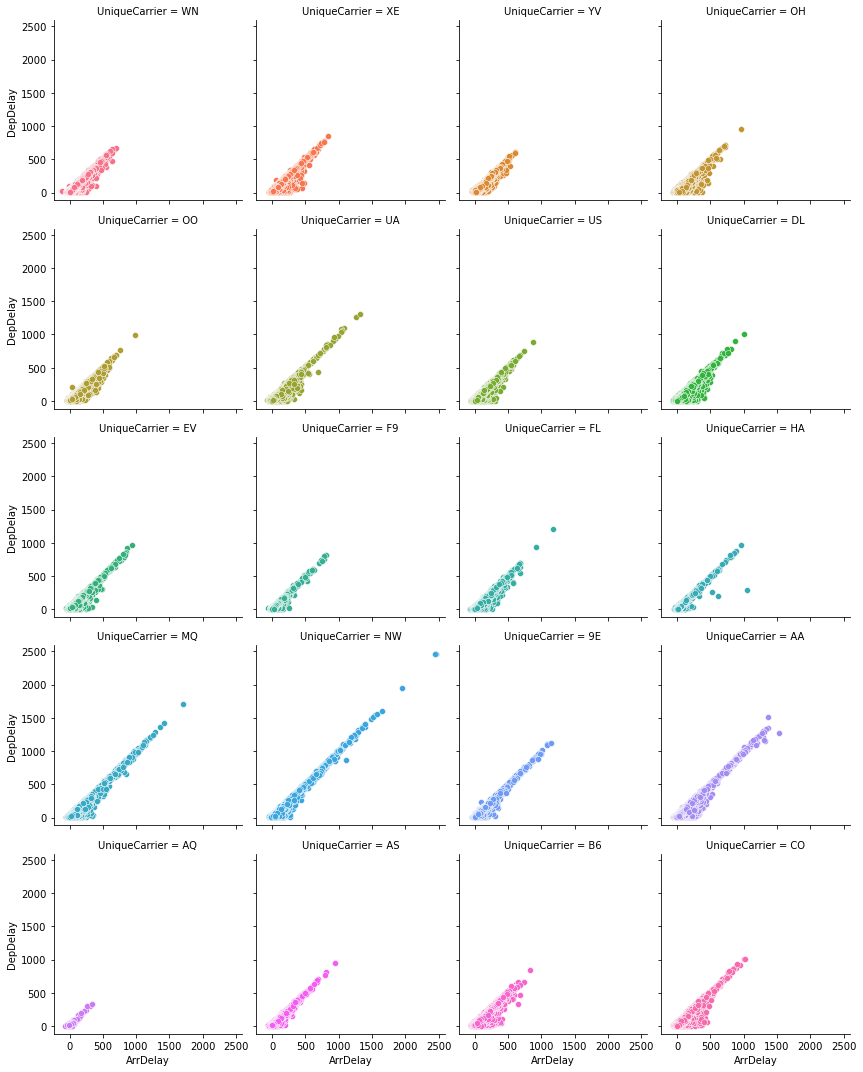 UniqueCarrier = WN UniqueCarrier = XE UniqueCarrier = YV UniqueCarrier = OH
2500
2000
1500
DepDelay
1000
500
0
UniqueCarrier = OO UniqueCarrier = UA UniqueCarrier = US UniqueCarrier = DL
2500
2000
1500
DepDelay
1000
500
0
UniqueCarrier = EV UniqueCarrier = F9 UniqueCarrier = FL UniqueCarrier = HA
2500
2000
1500
DepDelay
1000
500
0
UniqueCarrier = MQ UniqueCarrier = NW UniqueCarrier = 9E UniqueCarrier = AA
2500
2000
1500
DepDelay
1000
500
0
UniqueCarrier = AQ UniqueCarrier = AS UniqueCarrier = B6 UniqueCarrier = CO
2500
2000
1500
DepDelay
1000
500
0
0 500 1000 1500 2000 2500 0 500 1000 1500 2000 2500 0 500 1000 1500 2000 2500 0 500 1000 1500 2000 2500
ArrDelay ArrDelay ArrDelay ArrDelay